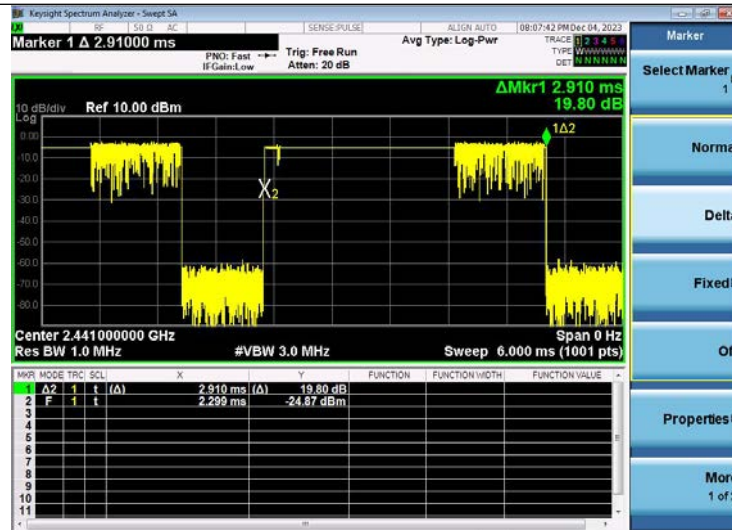 Keysight Spectrum Analyzer - Swept SA
RF 50 Ω AC SENSE:PULSE ALIGN AUTO 08:07:42 PM Dec 04, 2023
Marker 1 Δ 2.91000 ms
PNO: Fast Trig: Free Run Avg Type: Log-Pwr TRACE 1 2 3 4 5 6
IFGain:Low Atten: 20 dB TYPE WWWWWW
DET N N N N N N
ΔMkr1 2.910 ms
19.80 dB
10 dB/div Ref 10.00 dBm
Log
0.00
-10.0
-20.0
-30.0
-40.0
-50.0
-60.0
-70.0
-80.0
1Δ2
X2
Center 2.441000000 GHz Span 0 Hz
Res BW 1.0 MHz #VBW 3.0 MHz Sweep 6.000 ms (1001 pts)
MKR MODE TRC SCL X Y FUNCTION FUNCTION WIDTH FUNCTION VALUE
1 Δ2 1 t (Δ) 2.910 ms (Δ) 19.80 dB
2 F 1 t 2.299 ms -24.87 dBm
3
4
5
6
7
8
9
10
11
Marker
Select Marker
1
Norma
Delta
Fixed
Of
Properties
More
1 of